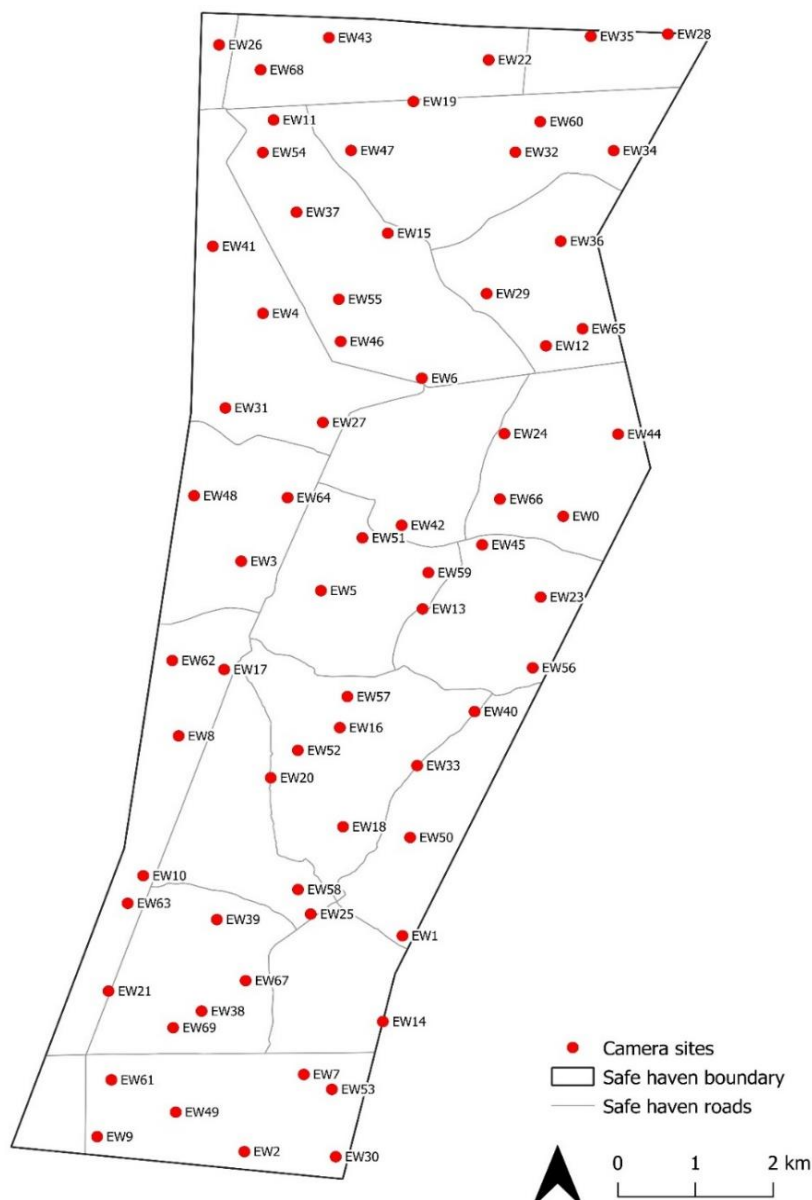 EW43
EW35
EW28
EW26
EW22
EW68
EW19
EW11
EW60
EW54
EW47
EW32
EW34
EW37
EW15
EW36
EW41
EW29
EW55
EW4
EW65
EW46
EW12
EW6
EW31
EW27
EW24
EW44
EW48
EW64
EW66
EW0
EW42
EW51
EW45
EW3
EW59
EW5
EW23
EW13
EW62
EW17
EW56
EW57
EW40
EW16
EW8
EW52
EW33
EW20
EW18
EW50
EW10
EW58
EW63
EW25
EW39
EW1
EW67
EW21
EW38
EW14
EW69
Camera sites
EW7
EW61
Safe haven boundary
EW53
EW49
Safe haven roads
EW9
EW2
EW30
0 1 2 km